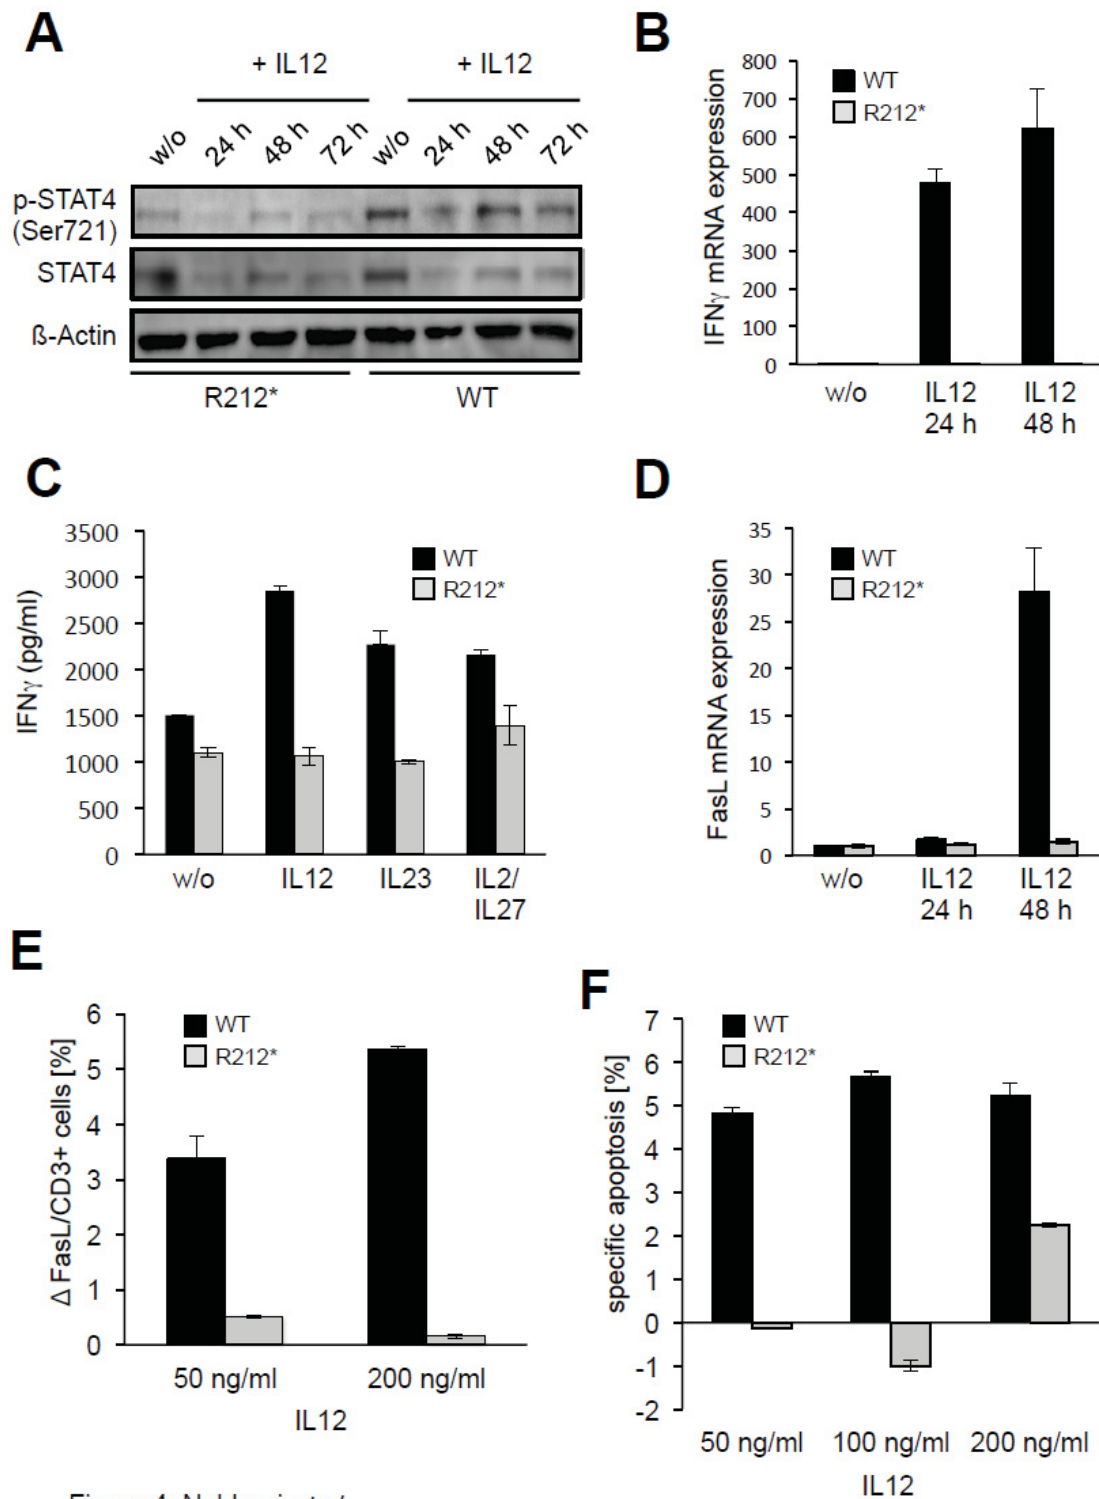 A
+ IL12
+ IL12
w/o 24 h 48 h 72 h w/o 24 h 48 h 72 h
p-STAT4
(Ser721)
STAT4
ß-Actin
R212*
WT
B
IFNγ mRNA expression
800
700
600
500
400
300
200
100
0
WT
R212*
w/o
IL12
24 h
IL12
48 h
C
IFNγ (pg/ml)
3500
3000
2500
2000
1500
1000
500
0
WT
R212*
w/o
IL12
IL23
IL2/
IL27
D
FasL mRNA expression
35
30
25
20
15
10
5
0
WT
R212*
w/o
IL12
24 h
IL12
48 h
E
Δ FasL/CD3+ cells [%]
6
5
4
3
2
1
0
WT
R212*
50 ng/ml
200 ng/ml
IL12
F
specific apoptosis [%]
7
6
5
4
3
2
1
0
-1
-2
WT
R212*
50 ng/ml 100 ng/ml 200 ng/ml
IL12